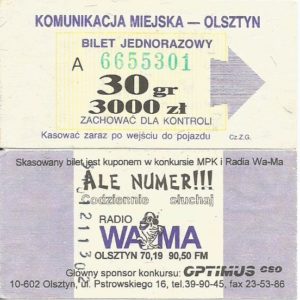 KOMUNIKACJA MIEJSKA — OLSZTYN
BILET JEDNORAZOWY
A 6655301
30 gr
3000 zł
ZACHOWAĆ DLA KONTROLI
Kasować zaraz po wejściu do pojazdu
Cz.Z.G.
Skasowany bilet jest kuponem w konkursie MPK i Radia Wa-Ma
ALE NUMER!!!
Codziennie słuchaj
RADIO
WA-MA
OLSZTYN 70,19 90,50 FM
Główny sponsor konkursu: OPTIMUS CSO
10-602 Olsztyn, ul. Pstrowskiego 16, tel.39-90-45, fax 23-53-86